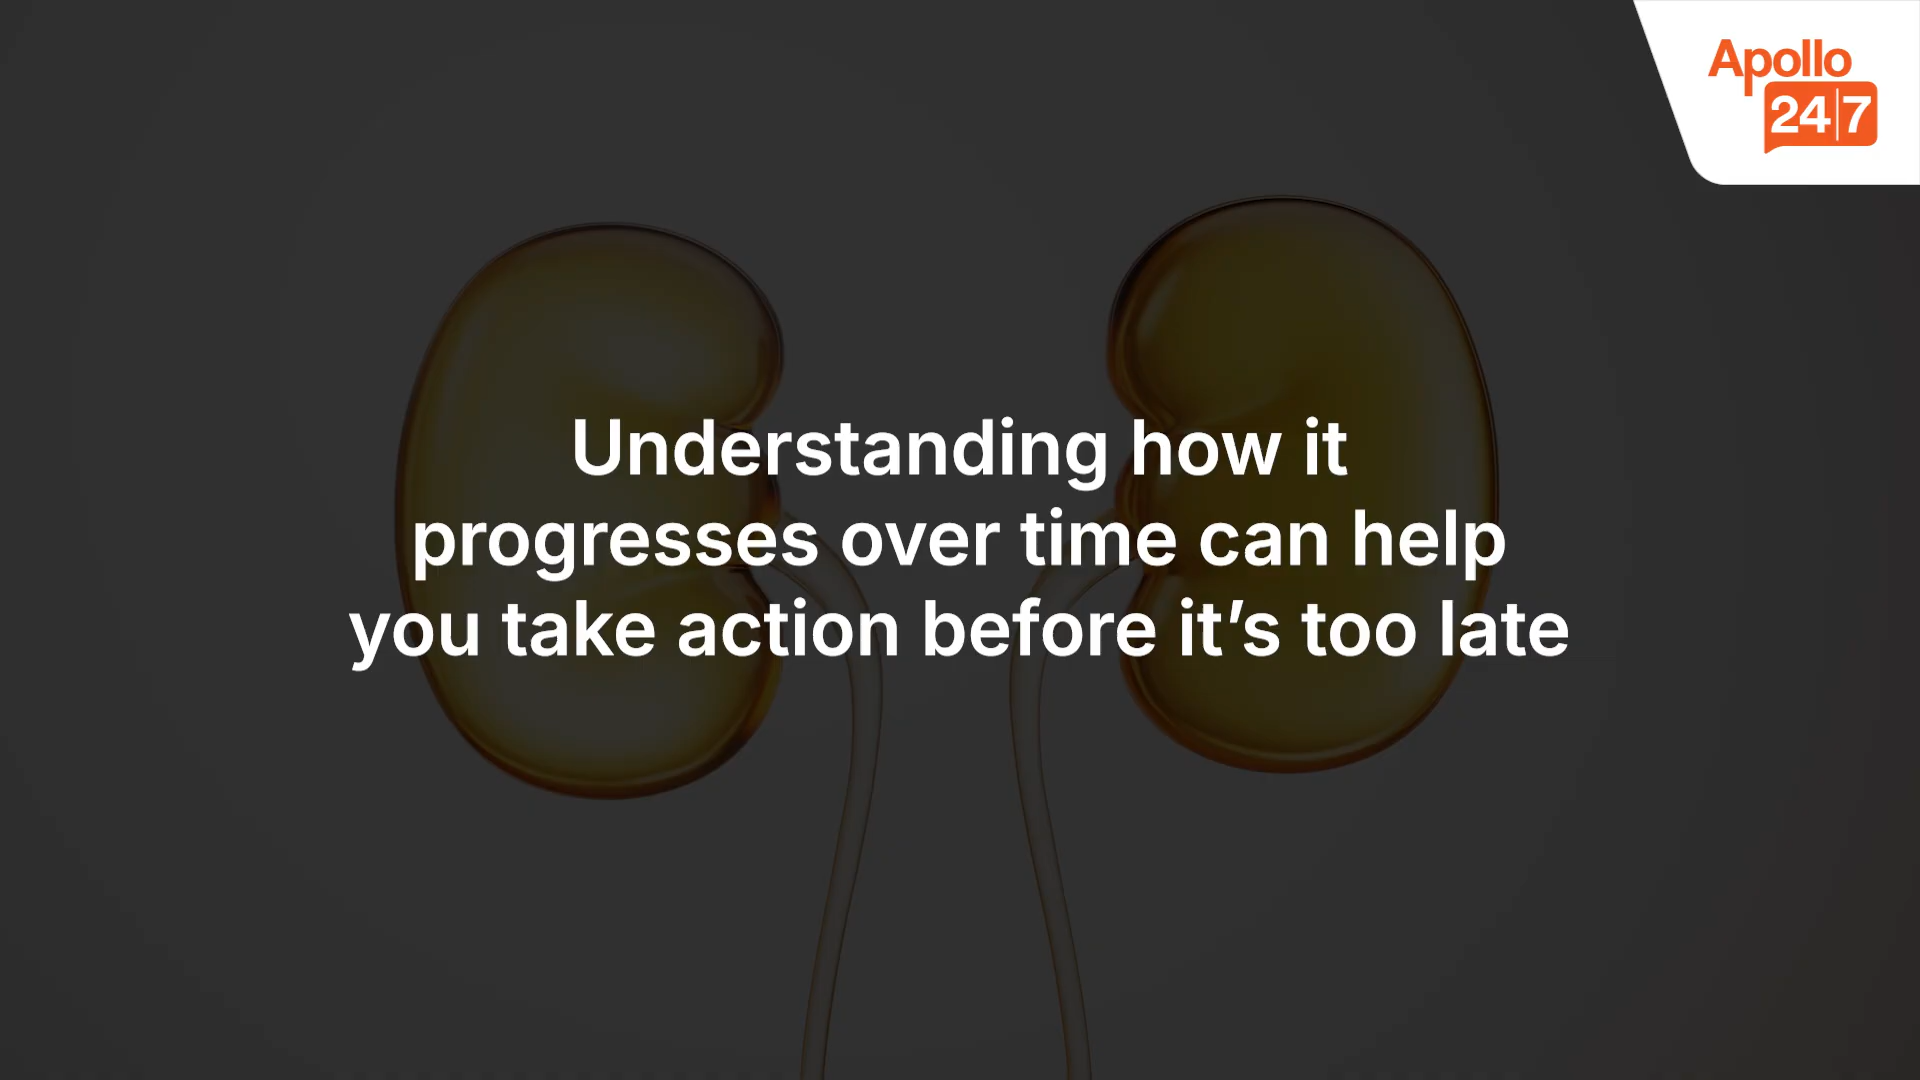 Apollo
24|7
Understanding how it
progresses over time can help
you take action before it’s too late